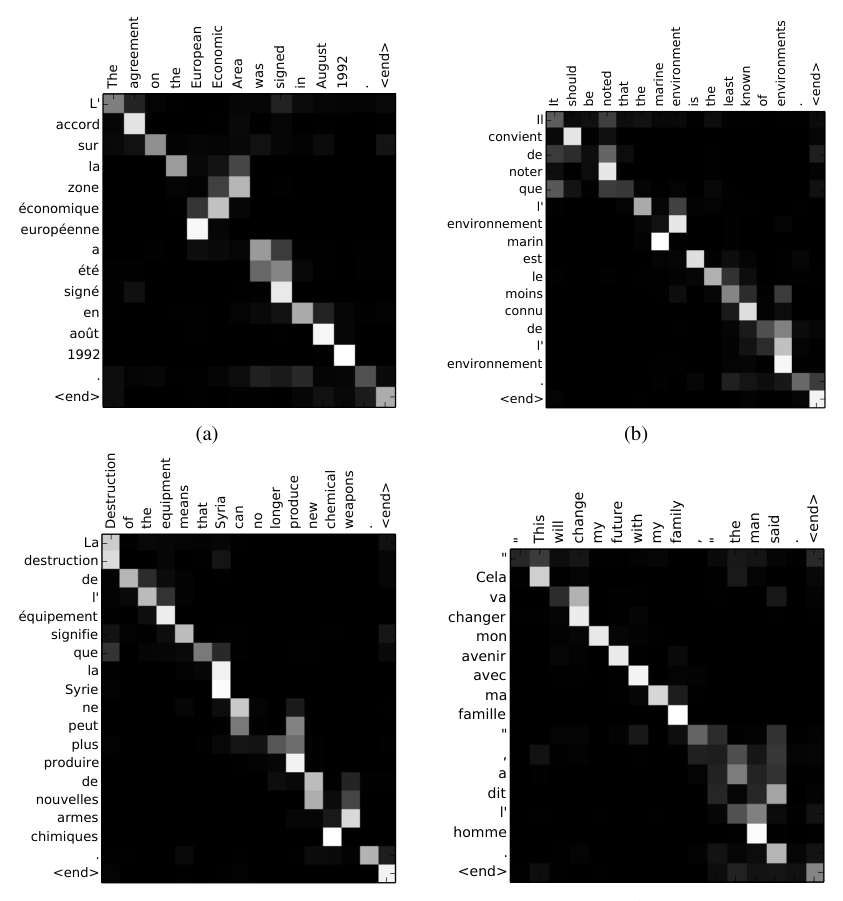 The agreement on the European Economic Area was signed in August 1992 . <end>
L'
accord
sur
la
zone
économique
européenne
a
été
signé
en
août
1992
.
<end>
(a)
It should be noted that the marine environment is the least known of environments . <end>
Il
convient
de
noter
que
l'
environnement
marin
est
le
moins
connu
de
l'
environnement
.
<end>
(b)
Destruction of the equipment means that Syria can no longer produce new chemical weapons . <end>
La
destruction
de
l'
équipement
signifie
que
la
Syrie
ne
peut
plus
produire
de
nouvelles
armes
chimiques
.
<end>
" This will change my future with my family , " the man said . <end>
"
Cela
va
changer
mon
avenir
avec
ma
famille
"
,
a
dit
l'
homme
.
<end>